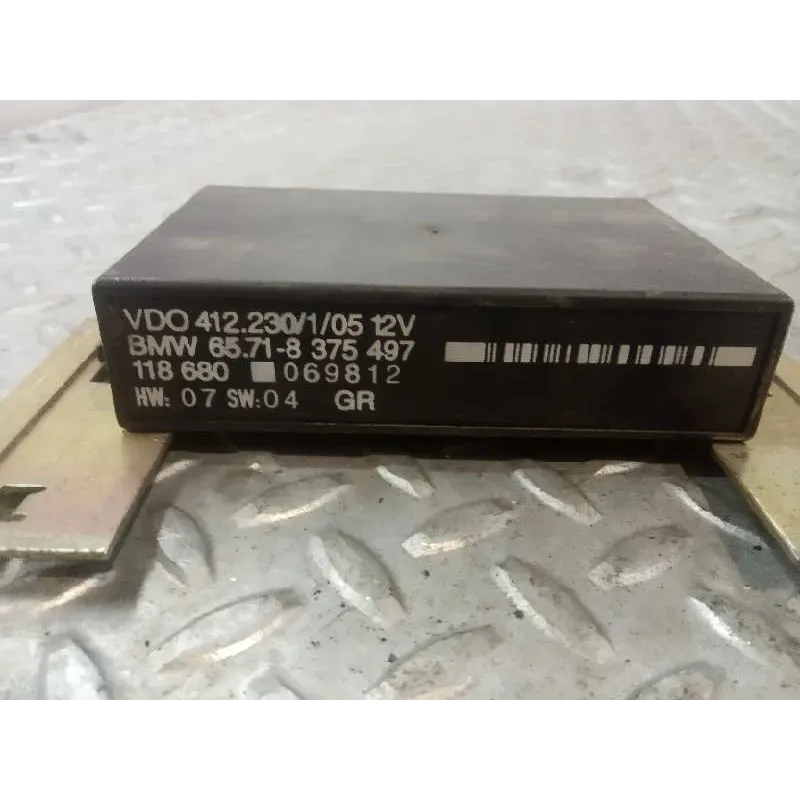 VDO 412.230/1/05 12V
BMW 65.71-8 375 497
118 680 069812
HW: 07 SW:04 GR